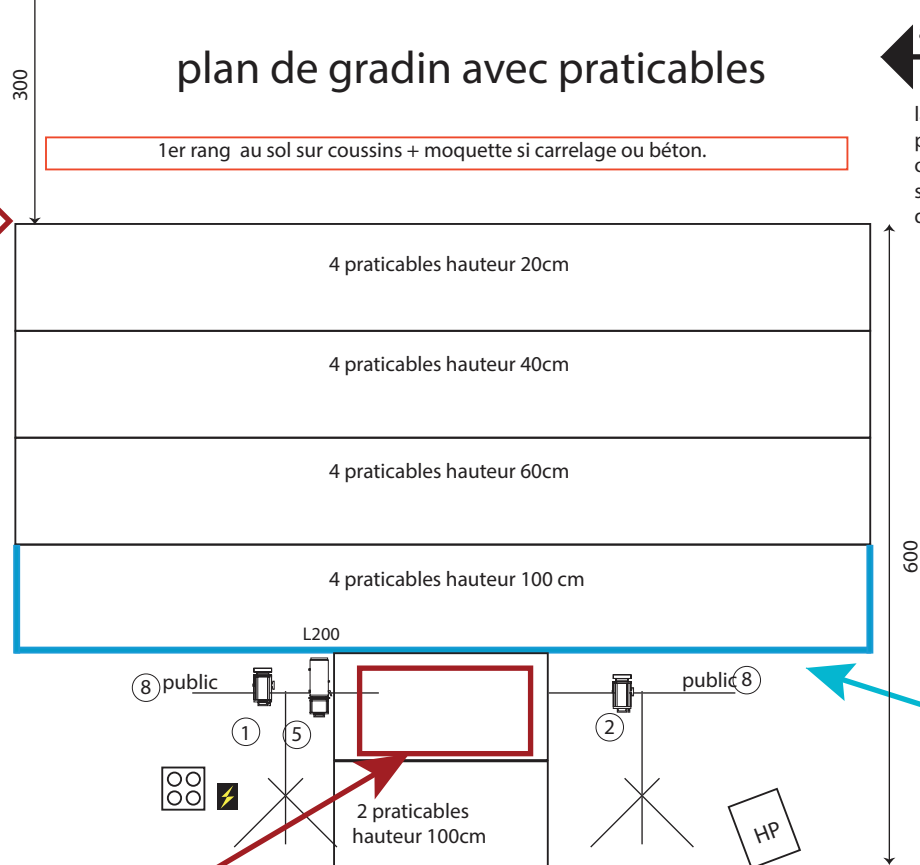 plan de gradin avec praticables
300
1er rang au sol sur coussins + moquette si carrelage ou béton.
4 praticables hauteur 20cm
4 praticables hauteur 40cm
4 praticables hauteur 60cm
600
4 praticables hauteur 100 cm
L200
8 public
public 8
1
5
2
2 praticables
hauteur 100cm
HP